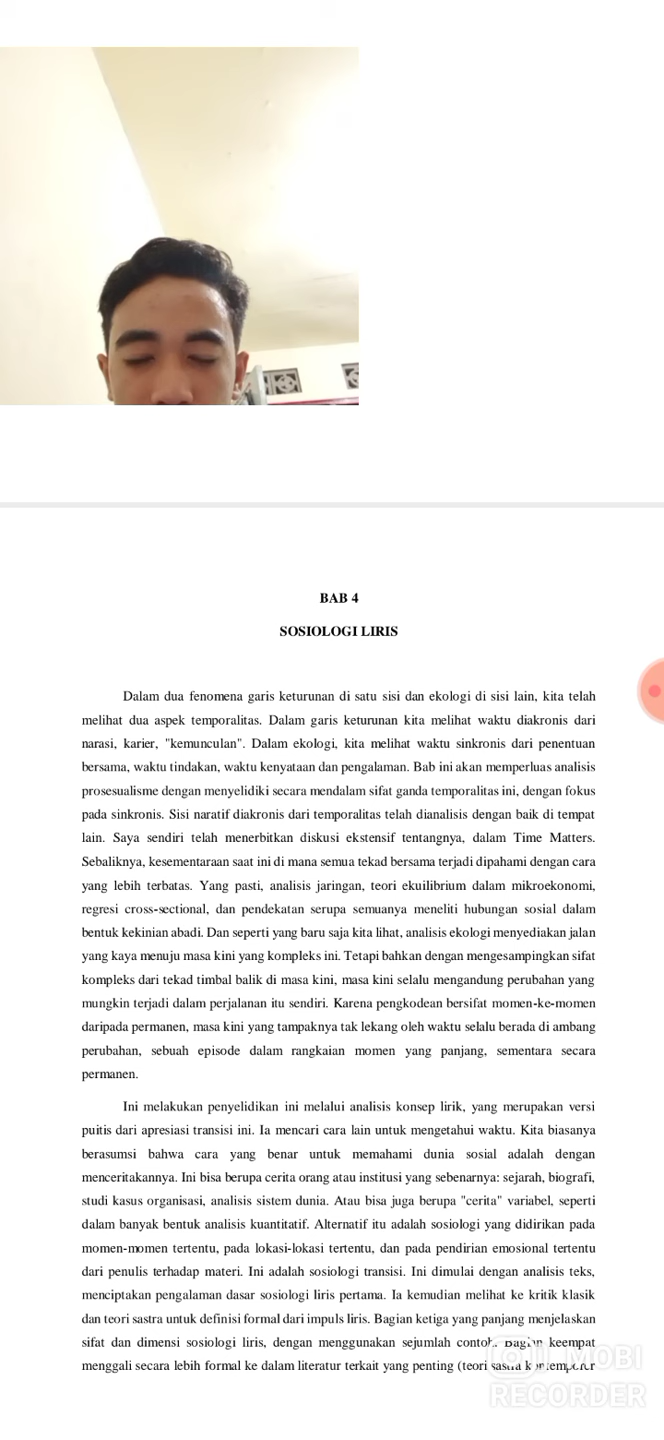 BAB 4
SOSIOLOGI LIRIS
Dalam dua fenomena garis keturunan di satu sisi dan ekologi di sisi lain, kita telah
melihat dua aspek temporalitas. Dalam garis keturunan kita melihat waktu diakronis dari
narasi, karier, "kemunculan". Dalam ekologi, kita melihat waktu sinkronis dari penentuan
bersama, waktu tindakan, waktu kenyataan dan pengalaman. Bab ini akan memperluas analisis
prosesualisme dengan menyelidiki secara mendalam sifat ganda temporalitas ini, dengan fokus
pada sinkronis. Sisi naratif diakronis dari temporalitas telah dianalisis dengan baik di tempat
lain. Saya sendiri telah menerbitkan diskusi ekstensif tentangnya, dalam Time Matters.
Sebaliknya, kesementaraan saat ini di mana semua tekad bersama terjadi dipahami dengan cara
yang lebih terbatas. Yang pasti, analisis jaringan, teori ekuilibrium dalam mikroekonomi,
regresi cross-sectional, dan pendekatan serupa semuanya meneliti hubungan sosial dalam
bentuk kekinian abadi. Dan seperti yang baru saja kita lihat, analisis ekologi menyediakan jalan
yang kaya menuju masa kini yang kompleks ini. Tetapi bahkan dengan mengesampingkan sifat
kompleks dari tekad timbal balik di masa kini, masa kini selalu mengandung perubahan yang
mungkin terjadi dalam perjalanan itu sendiri. Karena pengkodean bersifat momen-ke-momen
daripada permanen, masa kini yang tampaknya tak lekang oleh waktu selalu berada di ambang
perubahan, sebuah episode dalam rangkaian momen yang panjang, sementara secara
permanen.
Ini melakukan penyelidikan ini melalui analisis konsep lirik, yang merupakan versi
puitis dari apresiasi transisi ini. Ia mencari cara lain untuk mengetahui waktu. Kita biasanya
berasumsi bahwa cara yang benar untuk memahami dunia sosial adalah dengan
menceritakannya. Ini bisa berupa cerita orang atau institusi yang sebenarnya: sejarah, biografi,
studi kasus organisasi, analisis sistem dunia. Atau bisa juga berupa "cerita" variabel, seperti
dalam banyak bentuk analisis kuantitatif. Alternatif itu adalah sosiologi yang didirikan pada
momen-momen tertentu, pada lokasi-lokasi tertentu, dan pada pendirian emosional tertentu
dari penulis terhadap materi. Ini adalah sosiologi transisi. Ini dimulai dengan analisis teks,
menciptakan pengalaman dasar sosiologi liris pertama. Ia kemudian melihat ke kritik klasik
dan teori sastra untuk definisi formal dari impuls liris. Bagian ketiga yang panjang menjelaskan
sifat dan dimensi sosiologi liris, dengan menggunakan sejumlah contoh. Bagian keempat
menggali secara lebih formal ke dalam literatur terkait yang penting (teori sastra kontemporer
MOBI
RECORDER